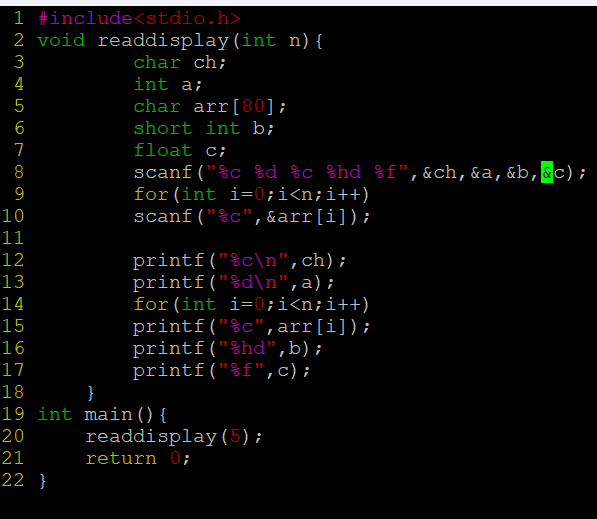 1 #include<stdio.h>
2 void readdisplay(int n){
3         char ch;
4         int a;
5         char arr[80];
6         short int b;
7         float c;
8         scanf("%c %d %c %hd %f",&ch,&a,&b,&c);
9         for(int i=0;i<n;i++)
10         scanf("%c",&arr[i]);
11
12         printf("%c\n",ch);
13         printf("%d\n",a);
14         for(int i=0;i<n;i++)
15         printf("%c",arr[i]);
16         printf("%hd",b);
17         printf("%f",c);
18     }
19 int main(){
20     readdisplay(5);
21     return 0;
22 }